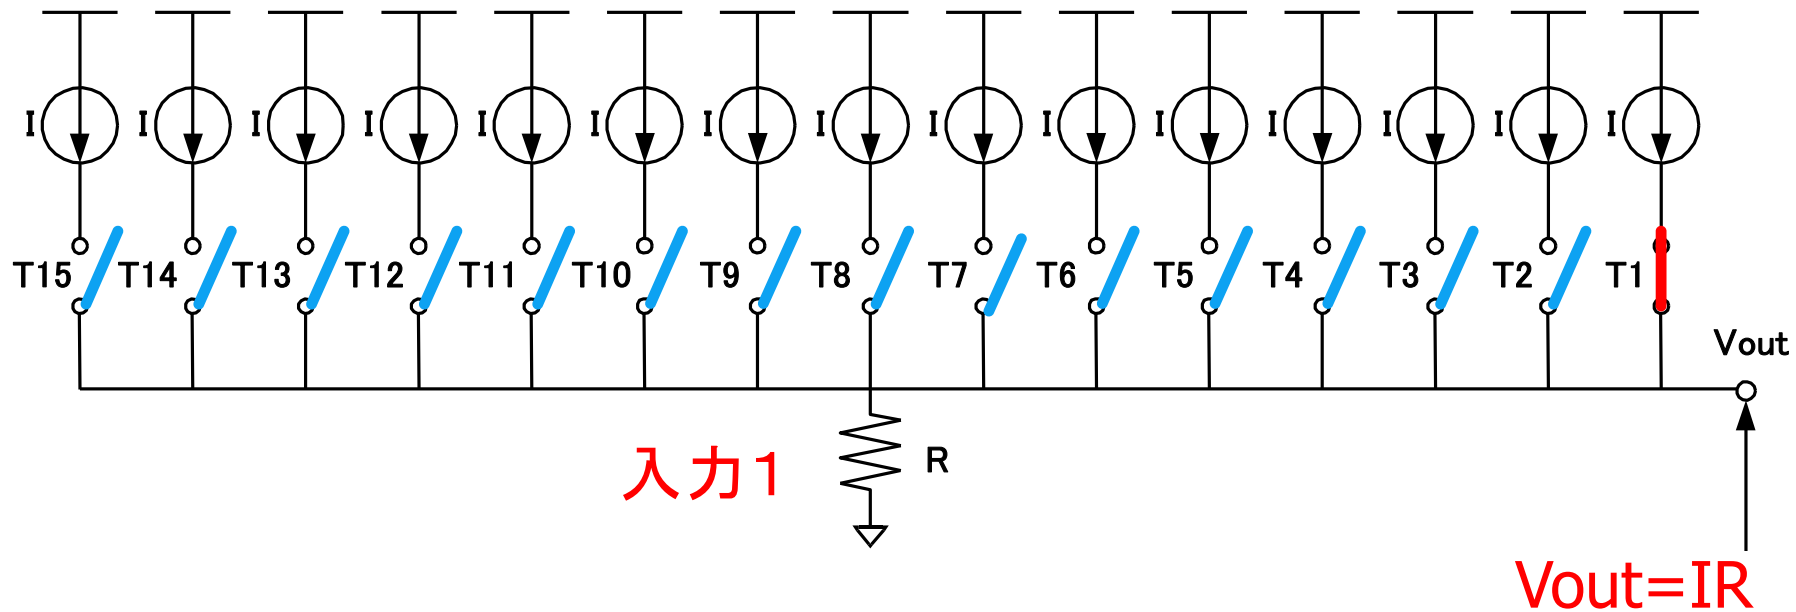 I I I I I I I I I I I I I I I
T15 T14 T13 T12 T11 T10 T9 T8 T7 T6 T5 T4 T3 T2 T1
Vout
入力1 R
Vout=IR